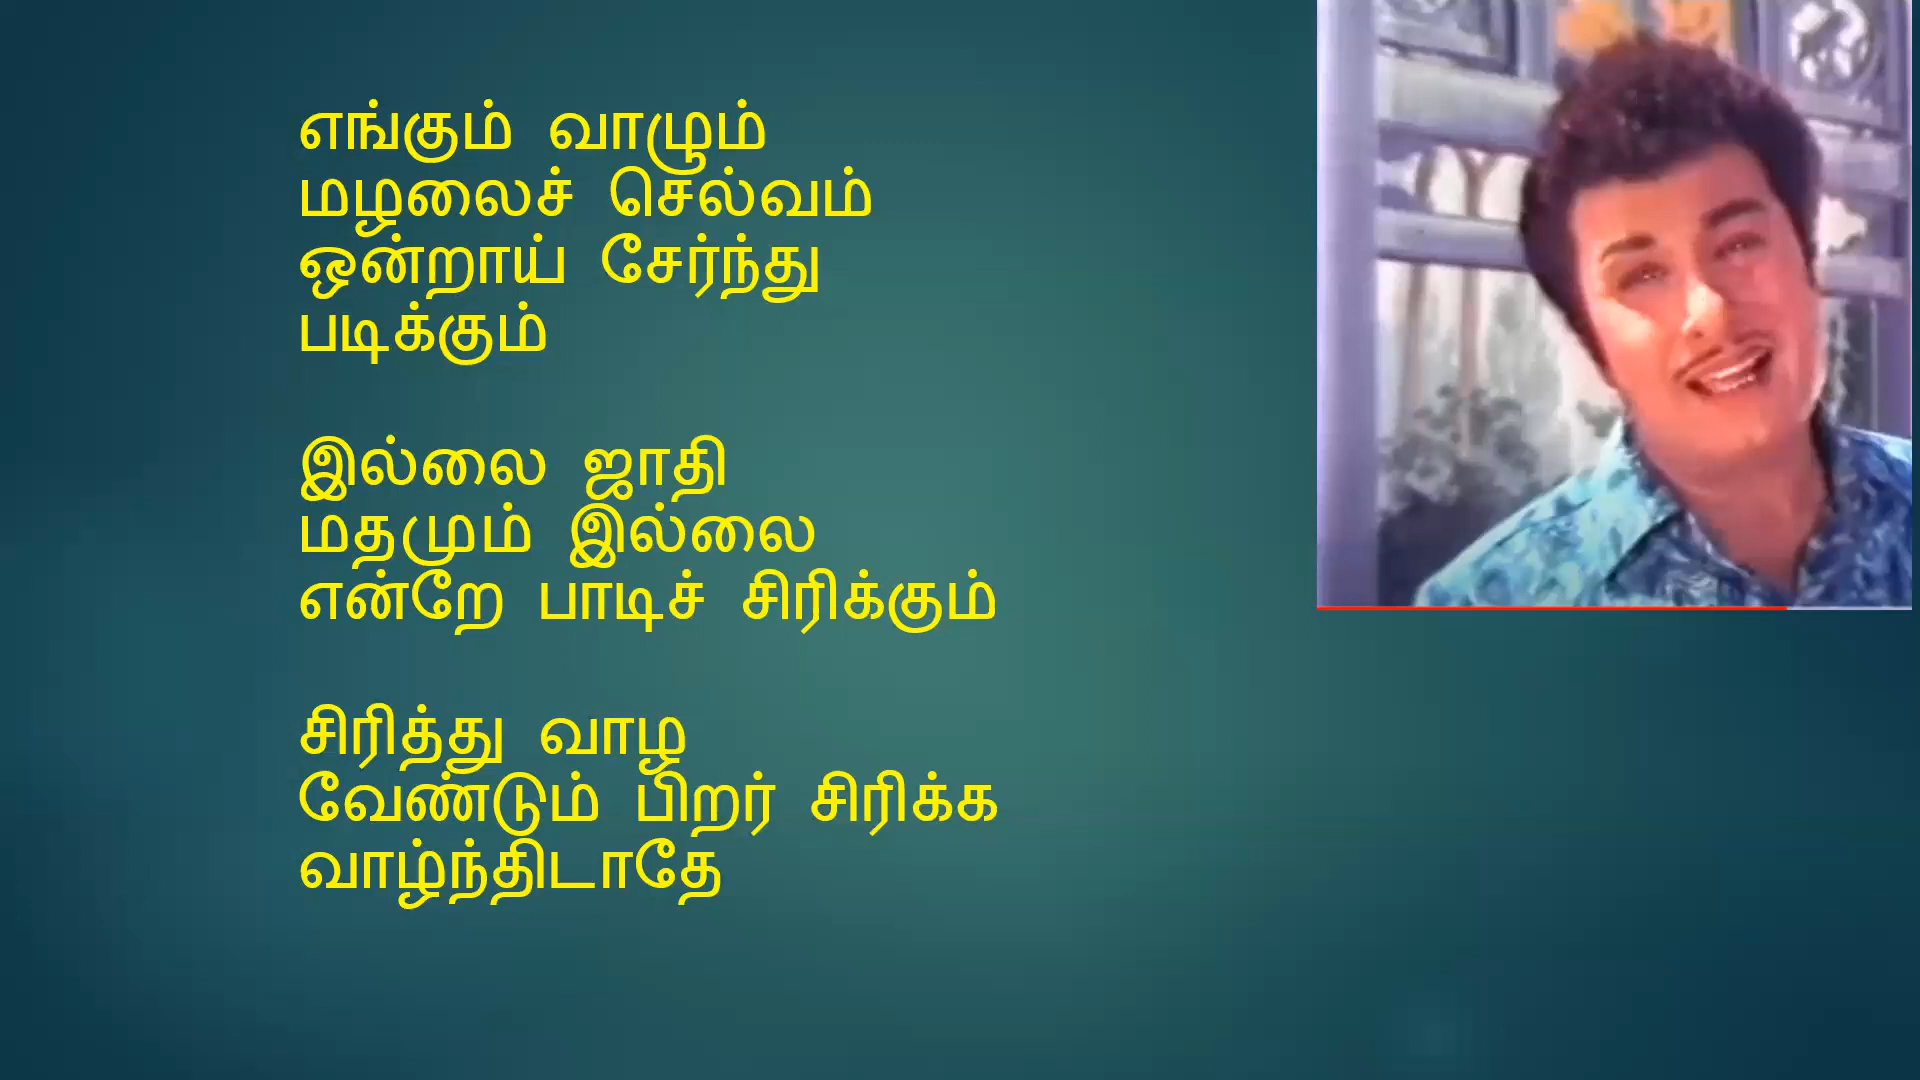 எங்கும் வாழும்
மழலைச் செல்வம்
ஒன்றாய் சேர்ந்து
படிக்கும்
இல்லை ஜாதி
மதமும் இல்லை
என்றே பாடிச் சிரிக்கும்
சிரித்து வாழ
வேண்டும் பிறர் சிரிக்க
வாழ்ந்திடாதே